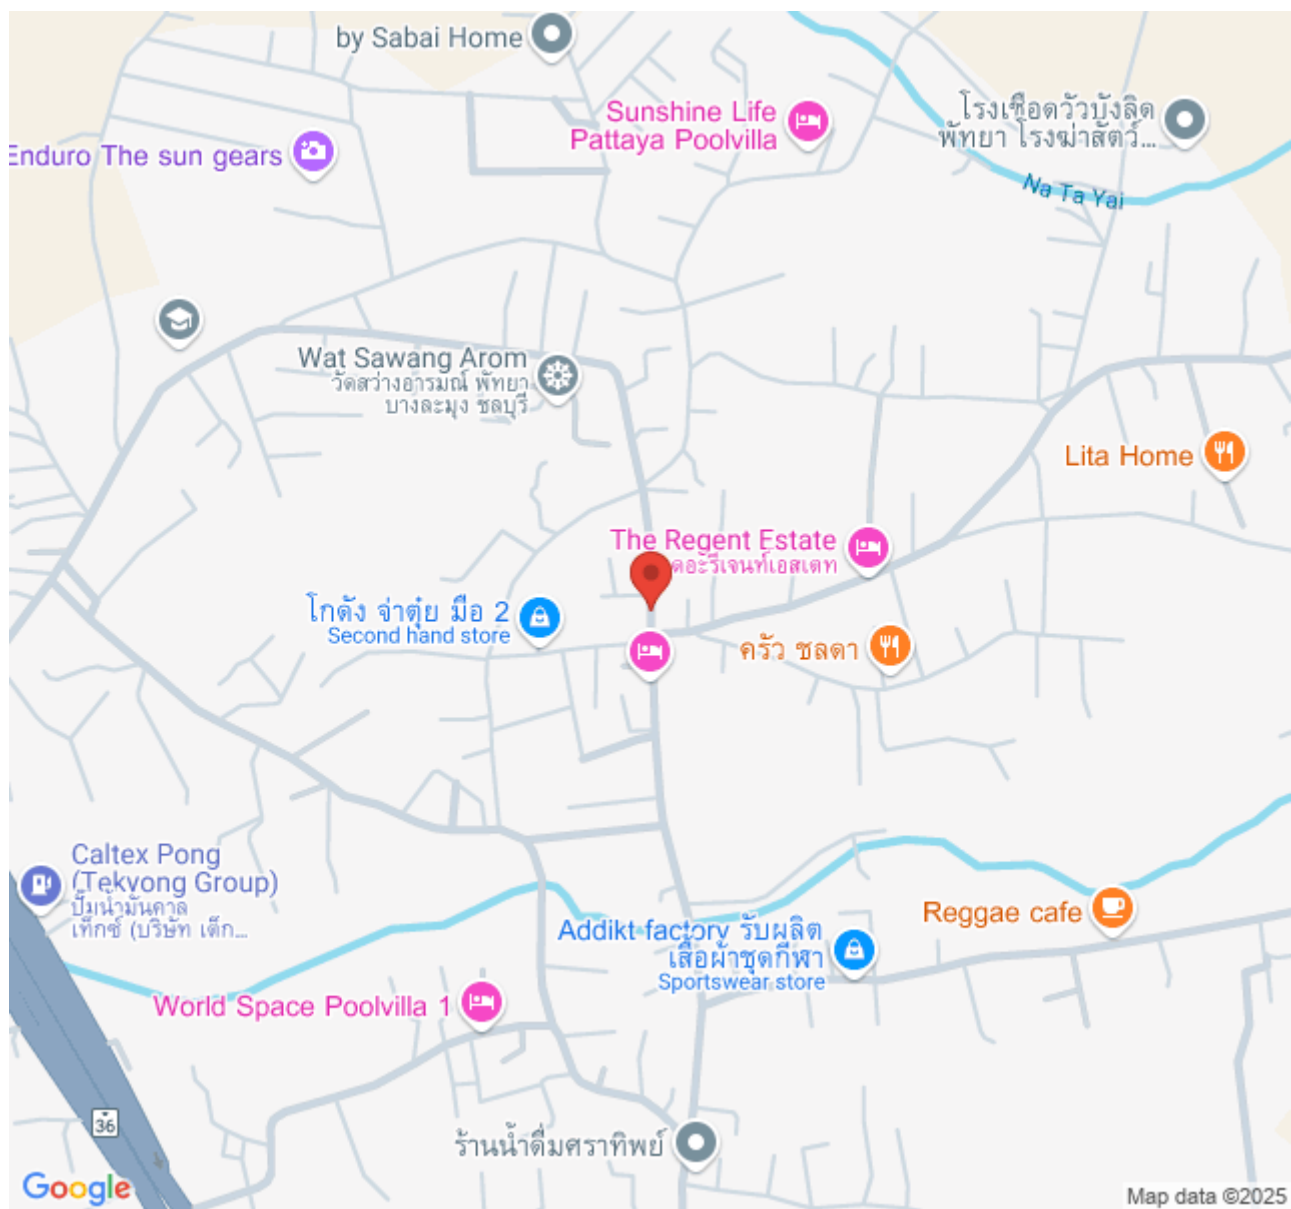 by Sabai Home
Sunshine Life
Pattaya Poolvilla
โรงเชือดวัวบังลิด
พัทยา โรงฆ่าสัตว์...
Enduro The sun gears
Na Ta Yai
Wat Sawang Arom
วัดสว่างอารมณ์ พัทยา
บางละมุง ชลบุรี
Lita Home
The Regent Estate
ดอะรีเจนท์เอสเตท
โกดัง จ่าตุ๋ย มือ 2
Second hand store
ครัว ชลดา
Caltex Pong
(Tekvong Group)
ปั๊มน้ำมันคาล
เท็กซ์ (บริษัท เต็ก...
Addikt factory รับผลิต
เสื้อผ้าชุดกีฬา
Sportswear store
Reggae cafe
World Space Poolvilla 1
36
ร้านน้ำดื่มศราทิพย์
Google
Map data ©2025